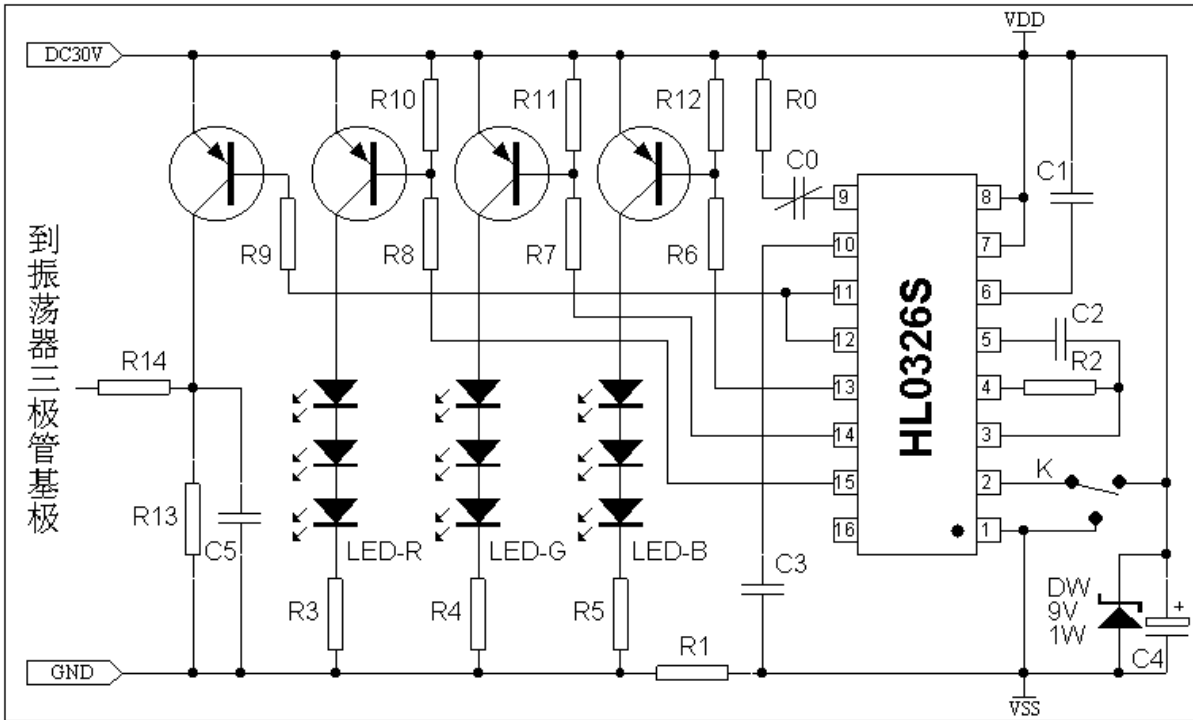 VDD
DC30V
R10
R11
R12
R0
C0
C1
9
8
R9
R8
R7
R6
10
7
11
6
C2
12
5
R2
R14
13
4
14
3
K
15
2
16
1
HL0326S
到振荡器三极管基极
R13
C5
LED-R
LED-G
LED-B
C3
DW
9V
1W
+
C4
R3
R4
R5
R1
GND
VSS